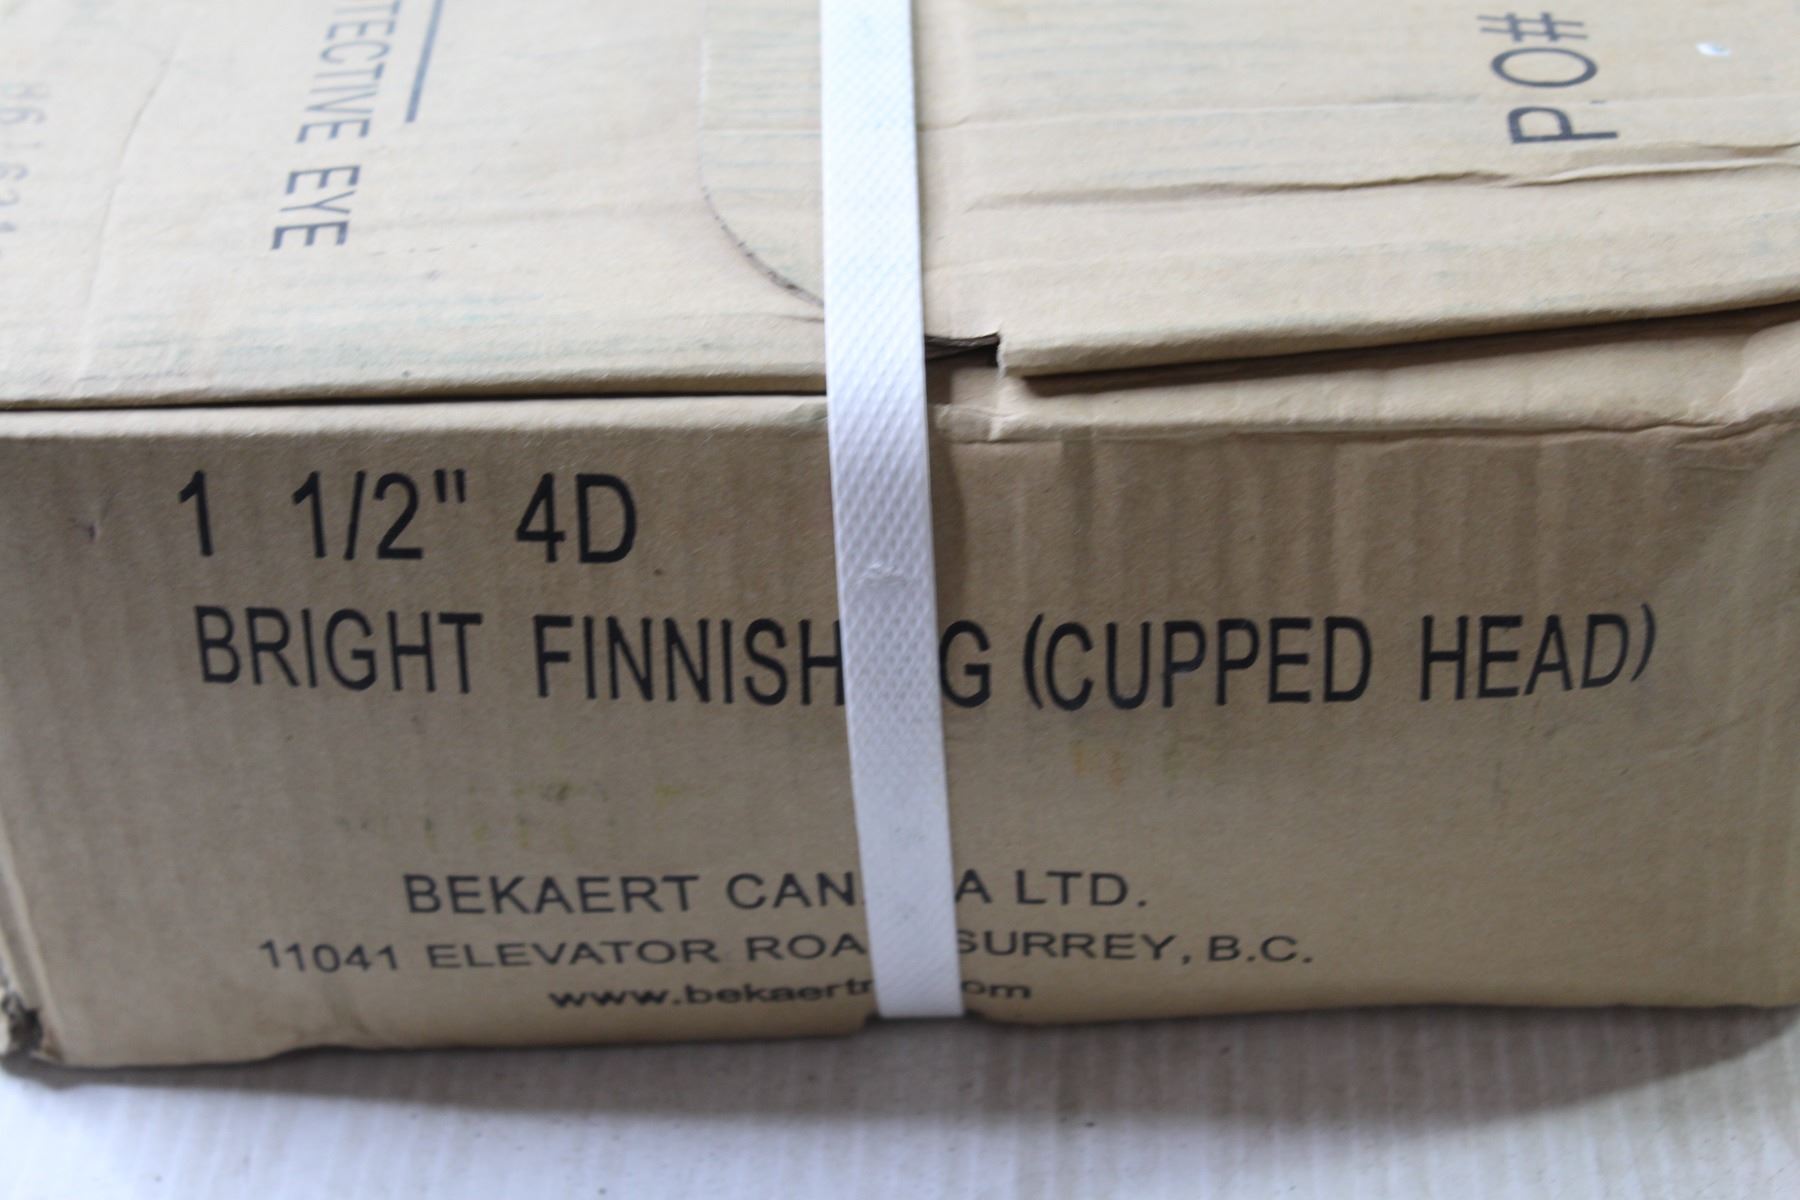 TECTIVE EYE
P.O#
1 1/2" 4D
BRIGHT FINNISH G (CUPPED HEAD)
BEKAERT CAN A LTD.
11041 ELEVATOR ROA SURREY, B.C.
www.bekaert om